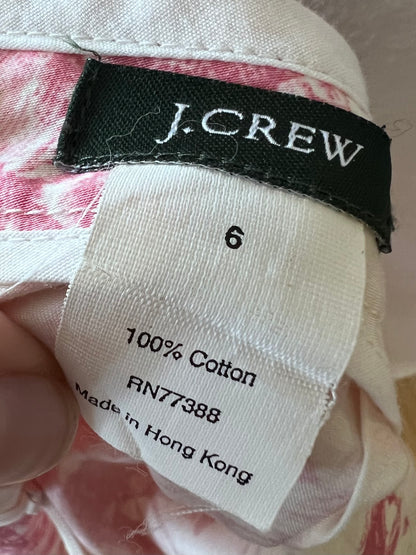 J.CREW
6
100% Cotton
RN77388
Made in Hong Kong